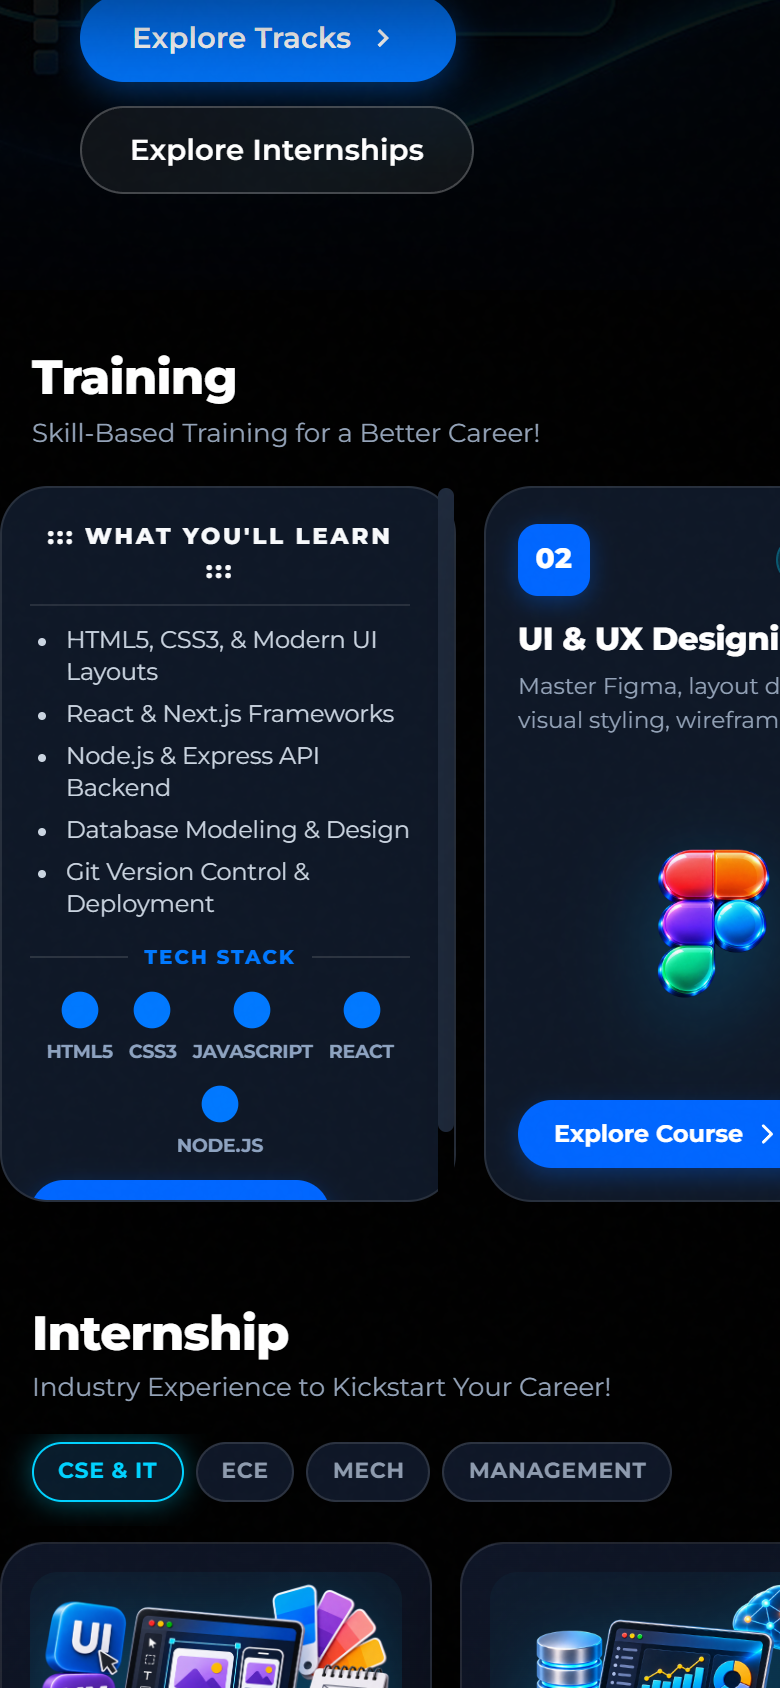 Explore Tracks
Explore Internships
Training
Skill-Based Training for a Better Career!
WHAT YOU'LL LEARN
HTML5, CSS3, & Modern UI
Layouts
React & Next.js Frameworks
Node.js & Express API
Backend
Database Modeling & Design
Git Version Control &
Deployment
TECH STACK
HTML5 CSS3 JAVASCRIPT REACT
NODE.JS
02
UI & UX Designi
Master Figma, layout d
visual styling, wirefram
Explore Course
Internship
Industry Experience to Kickstart Your Career!
CSE & IT ECE MECH MANAGEMENT
UI
T